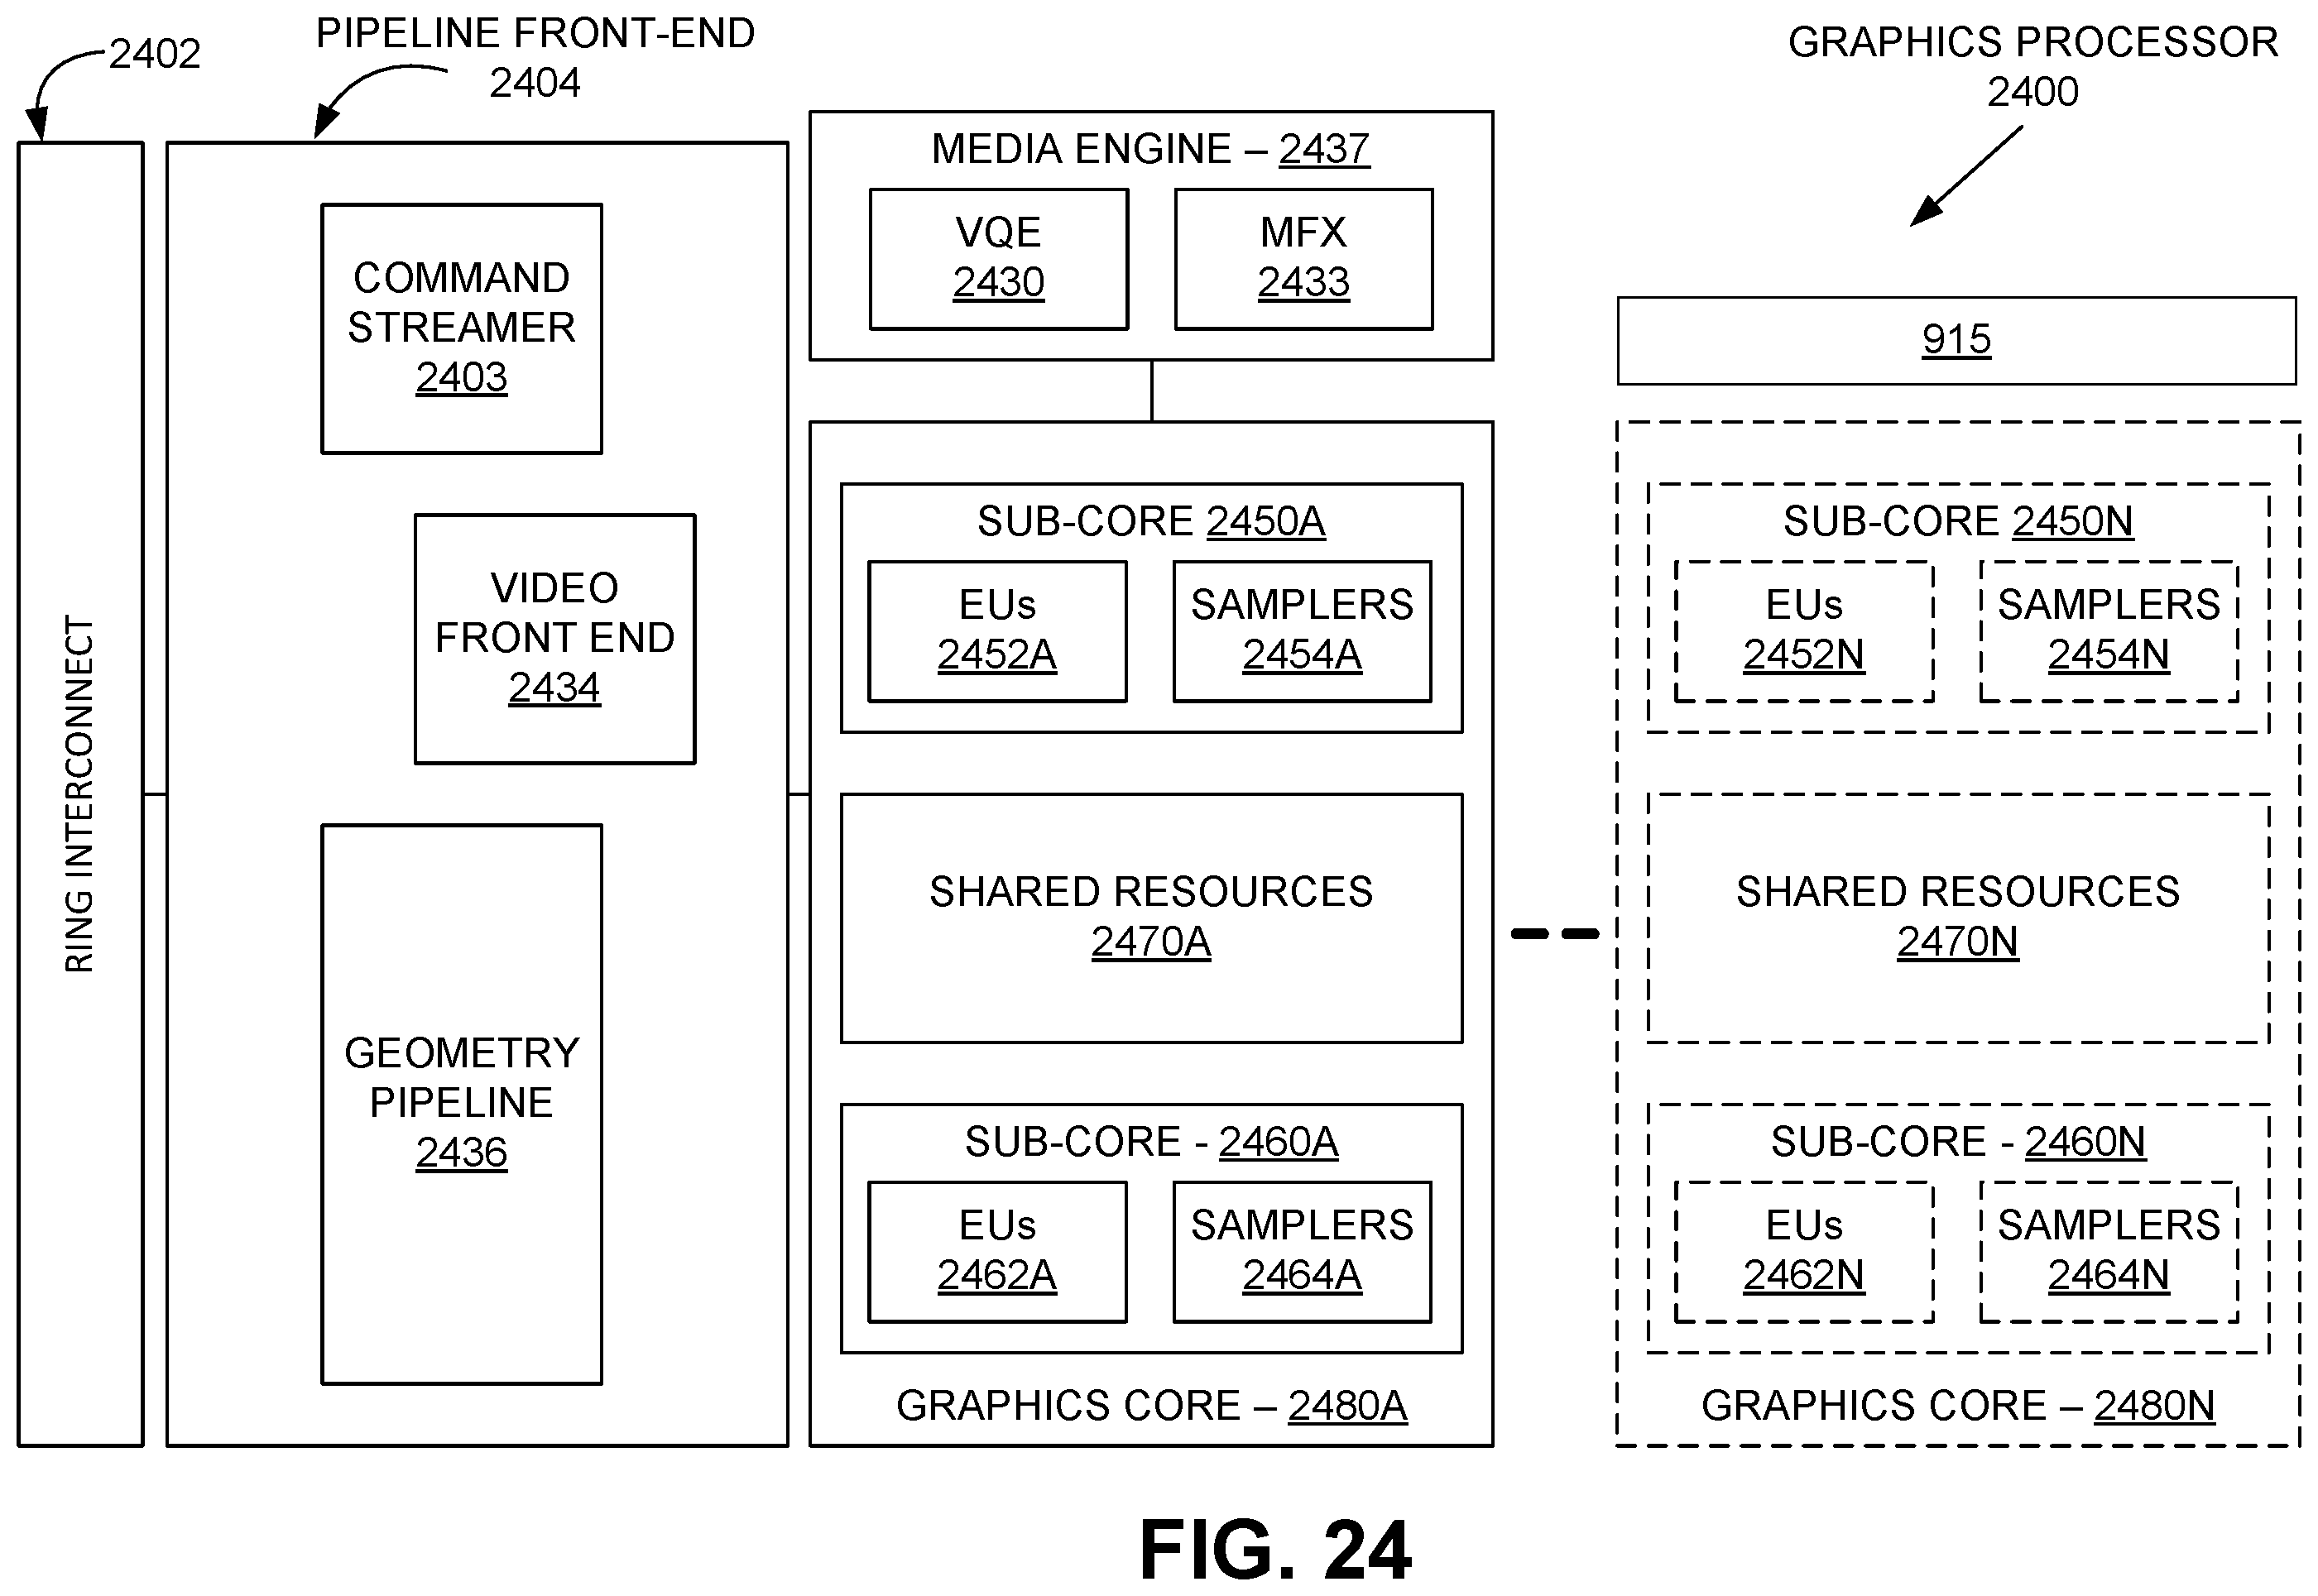 2402
PIPELINE FRONT-END
2404
GRAPHICS PROCESSOR
2400
RING INTERCONNECT
COMMAND
STREAMER
2403
VIDEO
FRONT END
2434
GEOMETRY
PIPELINE
2436
MEDIA ENGINE – 2437
VQE
2430
MFX
2433
SUB-CORE 2450A
EUs
2452A
SAMPLERS
2454A
SHARED RESOURCES
2470A
SUB-CORE - 2460A
EUs
2462A
SAMPLERS
2464A
GRAPHICS CORE – 2480A
915
SUB-CORE 2450N
EUs
2452N
SAMPLERS
2454N
SHARED RESOURCES
2470N
SUB-CORE - 2460N
EUs
2462N
SAMPLERS
2464N
GRAPHICS CORE – 2480N
FIG. 24